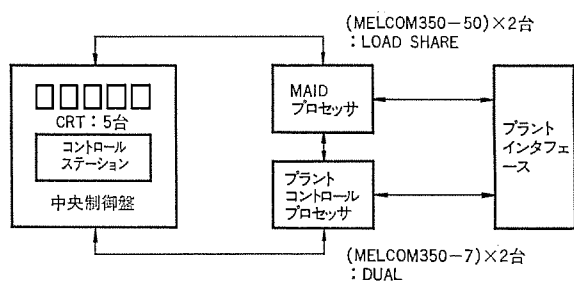 (MELCOM350-50)×2台
:LOAD SHARE
CRT:5台
コントロール
ステーション
中央制御盤
MAID
プロセッサ
プラント
コントロール
プロセッサ
プラント
インタフェ
ース
(MELCOM350-7)×2台
:DUAL